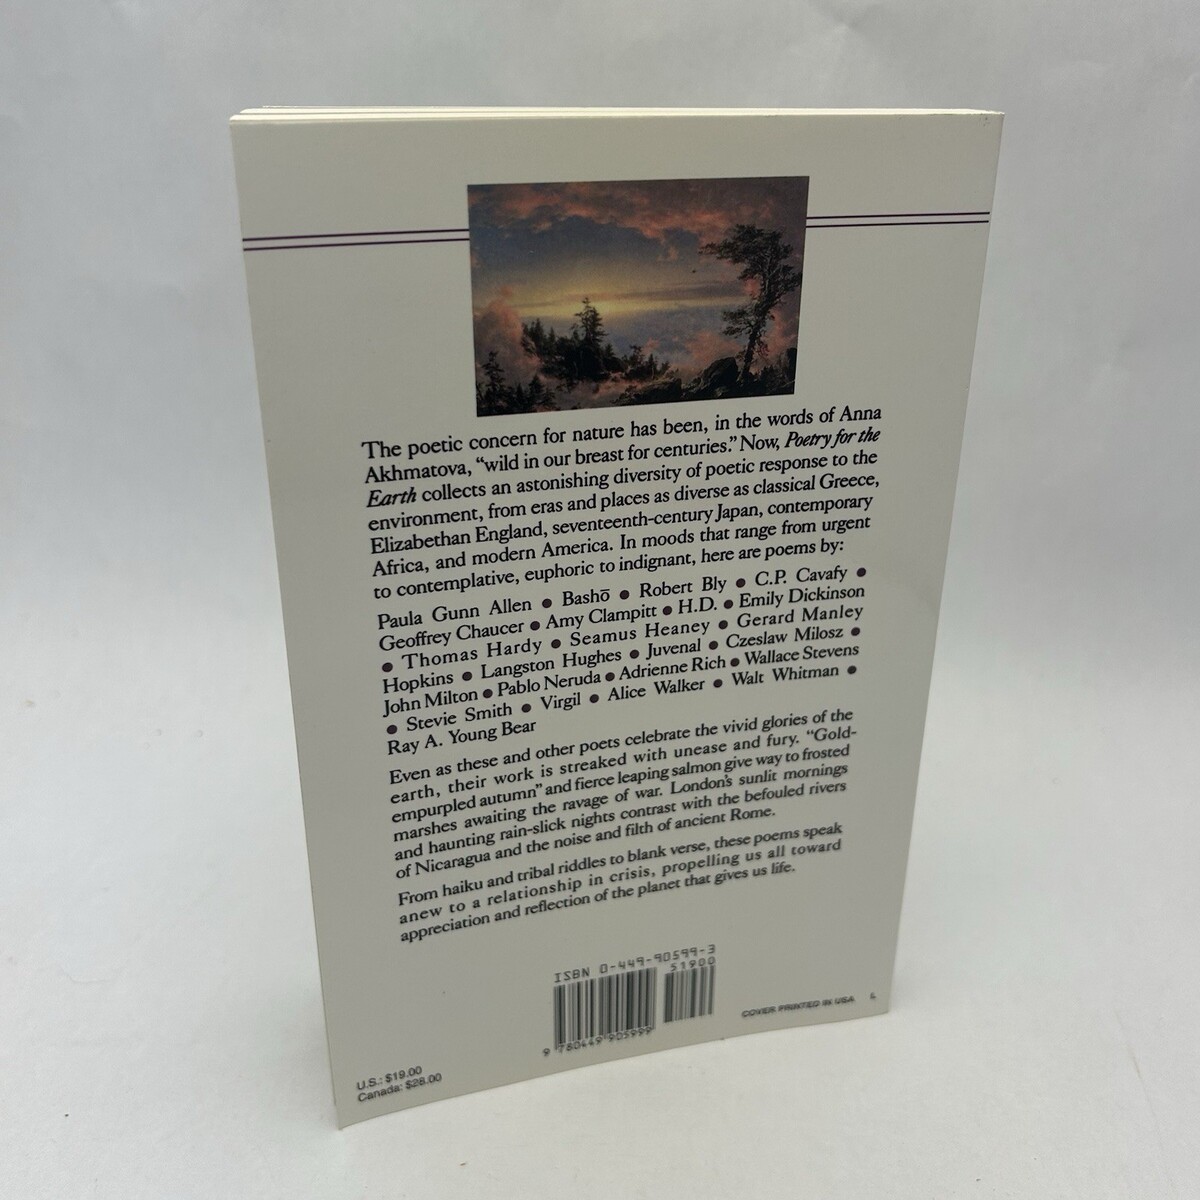 The poetic concern for nature has been, in the words of Anna
Akhmatova, “wild in our breast for centuries.” Now, Poetry for the
Earth collects an astonishing diversity of poetic response to the
environment, from eras and places as diverse as classical Greece,
Elizabethan England, seventeenth-century Japan, contemporary
Africa, and modern America. In moods that range from urgent
to contemplative, euphoric to indignant, here are poems by:
Paula Gunn Allen ● Bashō ● Robert Bly ● C.P. Cavafy ●
Geoffrey Chaucer ● Amy Clampitt ● H.D. ● Emily Dickinson
● Thomas Hardy ● Seamus Heaney ● Gerard Manley
Hopkins ● Langston Hughes ● Juvenal ● Czeslaw Milosz ●
John Milton ● Pablo Neruda ● Adrienne Rich ● Wallace Stevens
● Stevie Smith ● Virgil ● Alice Walker ● Walt Whitman ●
Ray A. Young Bear
Even as these and other poets celebrate the vivid glories of the
earth, their work is streaked with unease and fury. “Gold-
empurpled autumn” and fierce leaping salmon give way to frosted
marshes awaiting the ravage of war. London's sunlit mornings
and haunting rain-slick nights contrast with the befouled rivers
of Nicaragua and the noise and filth of ancient Rome.
From haiku and tribal riddles to blank verse, these poems speak
anew to a relationship in crisis, propelling us all toward
appreciation and reflection of the planet that gives us life.
ISBN 0-449-90599-3
51900
9 780449 905999
COVER PRINTED IN USA
U.S.: $19.00
Canada: $28.00